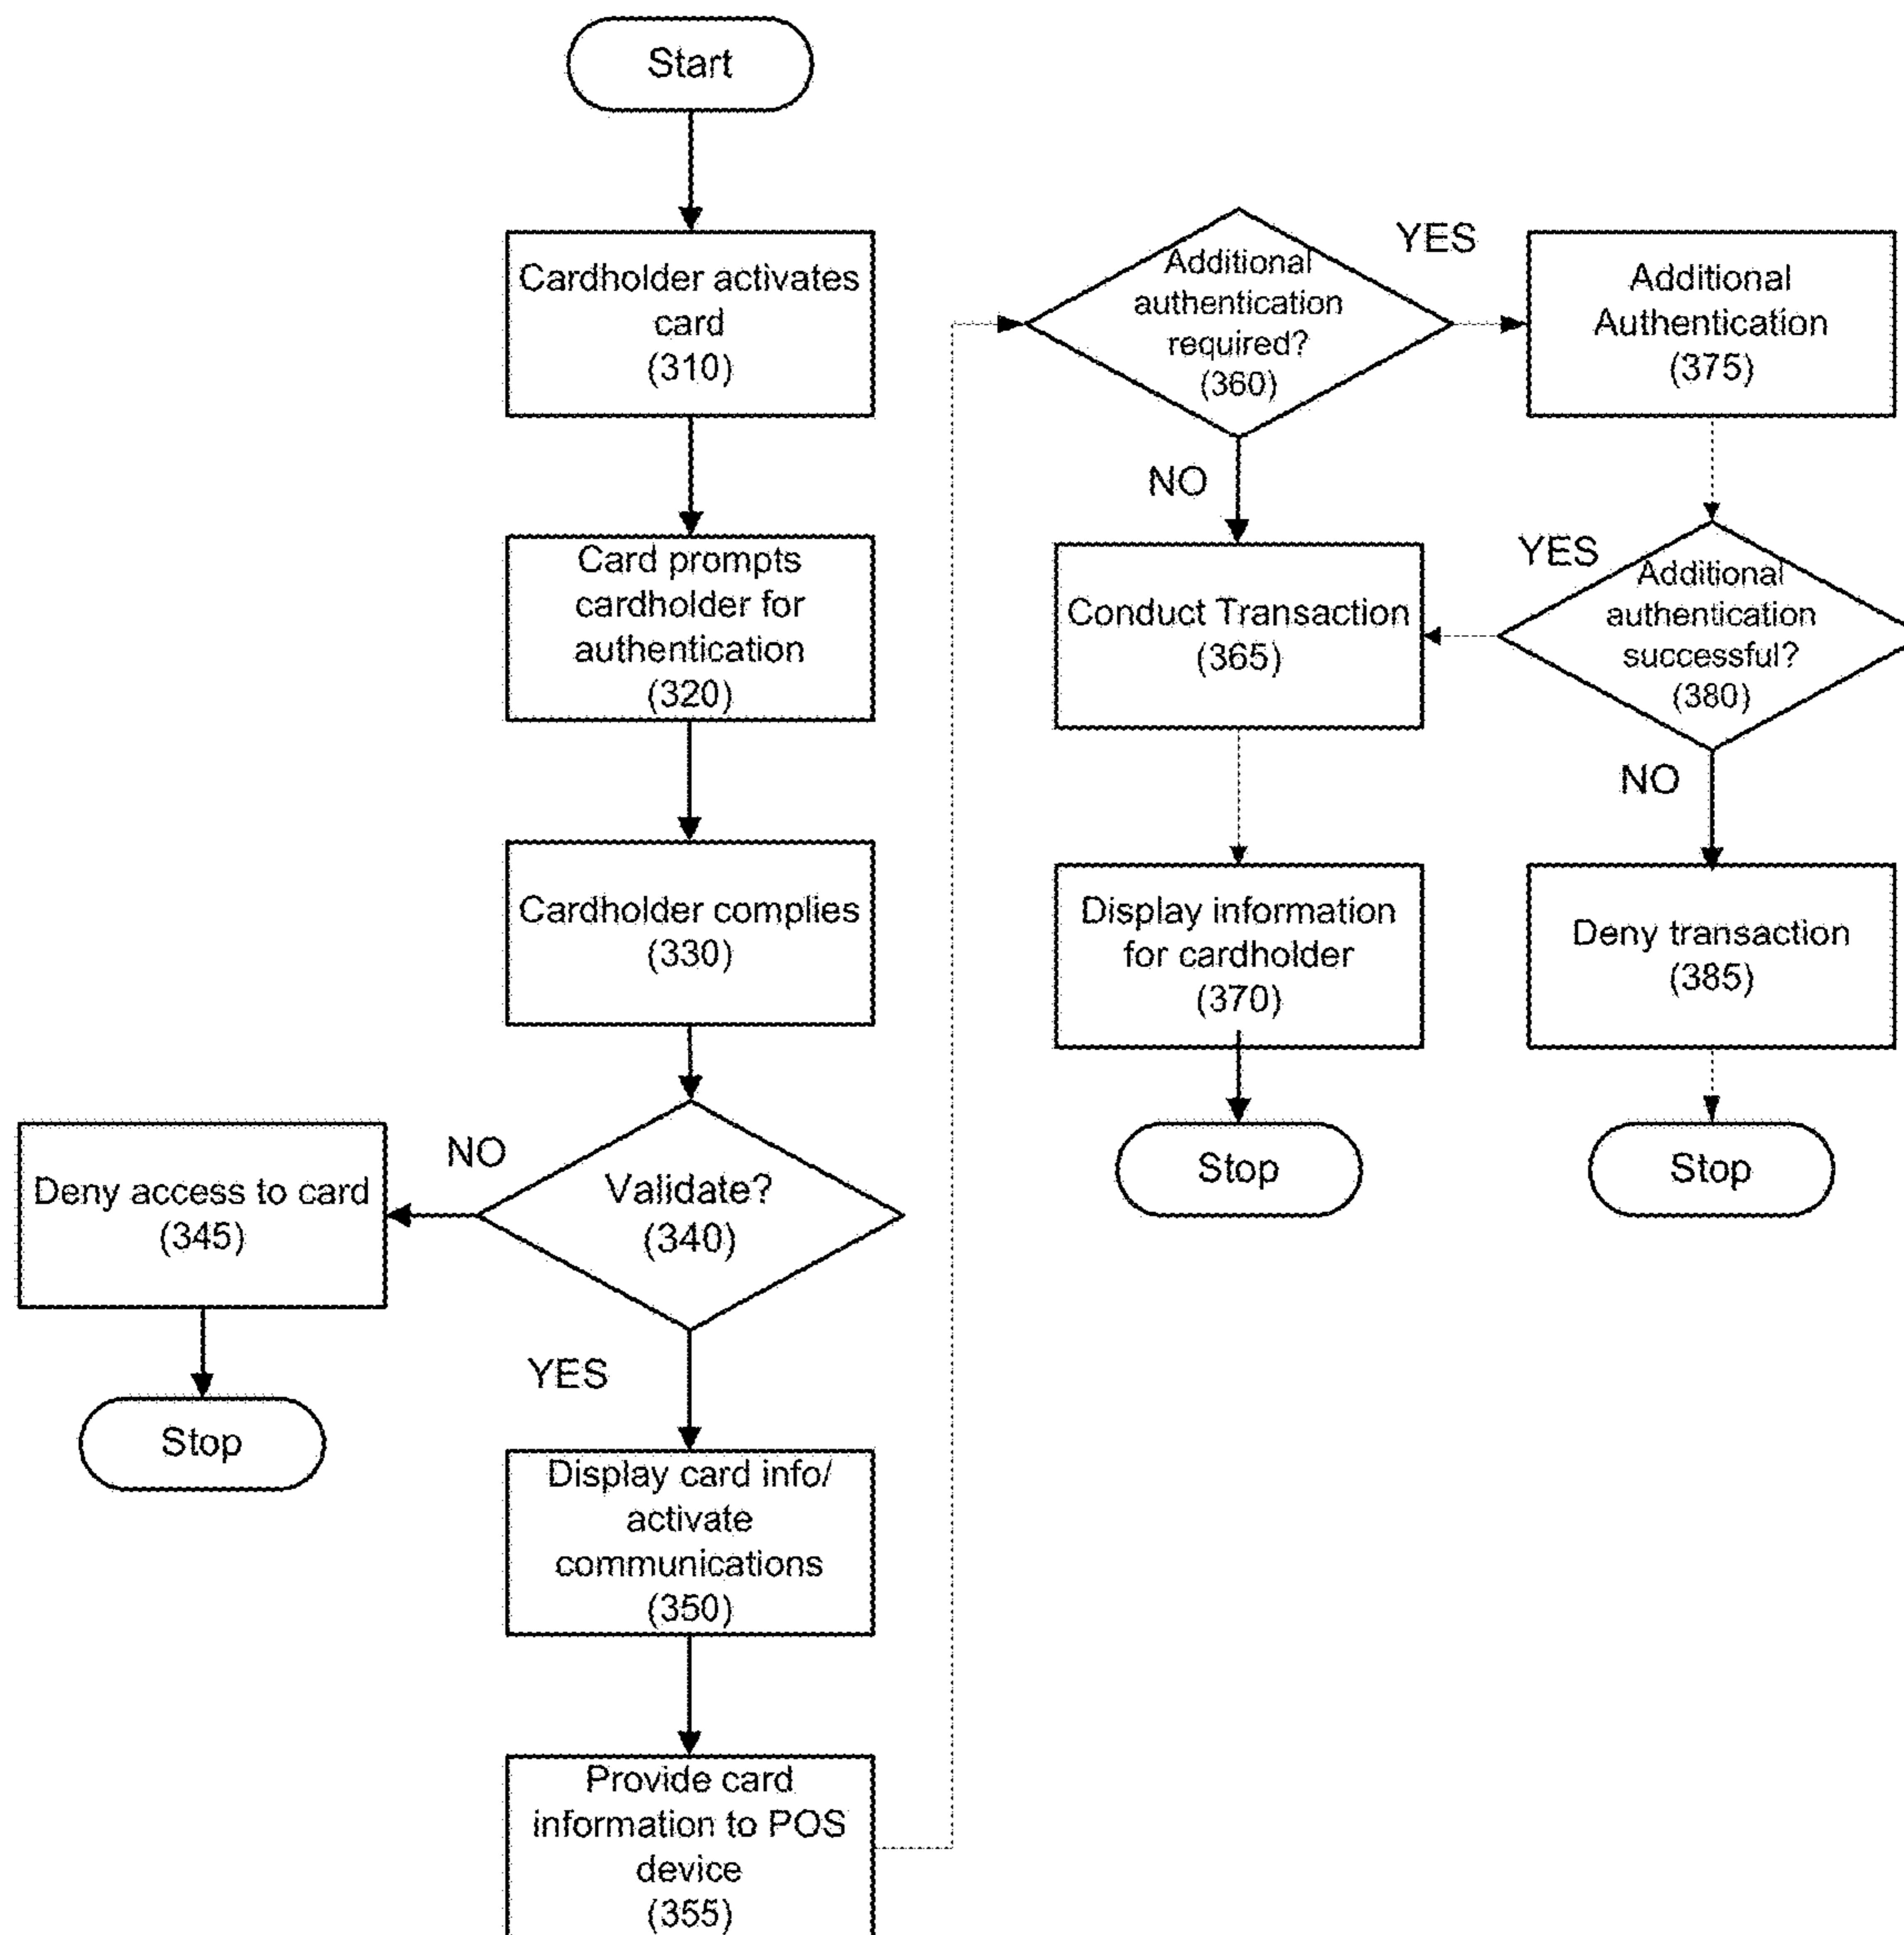 Start
Cardholder activates
card
(310)
Card prompts
cardholder for
authentication
(320)
Cardholder complies
(330)
Validate?
(340)
NO
Deny access to card
(345)
Stop
YES
Display card info/
activate
communications
(350)
Provide card
information to POS
device
(355)
Additional
authentication
required?
(360)
YES
Additional
Authentication
(375)
NO
Conduct Transaction
(365)
YES
Additional
authentication
successful?
(380)
NO
Display information
for cardholder
(370)
Deny transaction
(385)
Stop
Stop